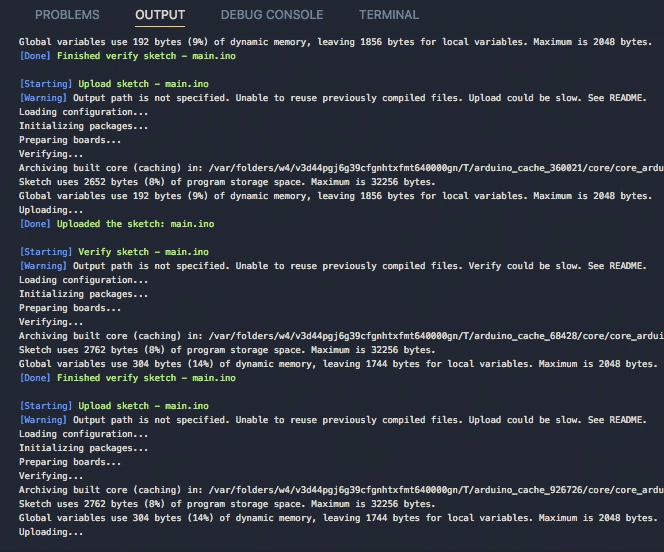 PROBLEMS OUTPUT DEBUG CONSOLE TERMINAL
Global variables use 192 bytes (9%) of dynamic memory, leaving 1856 bytes for local variables. Maximum is 2048 bytes.
[Done] Finished verify sketch - main.ino
[Starting] Upload sketch - main.ino
[Warning] Output path is not specified. Unable to reuse previously compiled files. Upload could be slow. See README.
Loading configuration...
Initializing packages...
Preparing boards...
Verifying...
Archiving built core (caching) in: /var/folders/w4/v3d44pgj6g39cfgnhtxfmt640000gn/T/arduino_cache_360021/core/core_ardu
Sketch uses 2652 bytes (8%) of program storage space. Maximum is 32256 bytes.
Global variables use 192 bytes (9%) of dynamic memory, leaving 1856 bytes for local variables. Maximum is 2048 bytes.
Uploading...
[Done] Uploaded the sketch: main.ino
[Starting] Verify sketch - main.ino
[Warning] Output path is not specified. Unable to reuse previously compiled files. Verify could be slow. See README.
Loading configuration...
Initializing packages...
Preparing boards...
Verifying...
Archiving built core (caching) in: /var/folders/w4/v3d44pgj6g39cfgnhtxfmt640000gn/T/arduino_cache_68428/core/core_ardui
Sketch uses 2762 bytes (8%) of program storage space. Maximum is 32256 bytes.
Global variables use 304 bytes (14%) of dynamic memory, leaving 1744 bytes for local variables. Maximum is 2048 bytes.
[Done] Finished verify sketch - main.ino
[Starting] Upload sketch - main.ino
[Warning] Output path is not specified. Unable to reuse previously compiled files. Upload could be slow. See README.
Loading configuration...
Initializing packages...
Preparing boards...
Verifying...
Archiving built core (caching) in: /var/folders/w4/v3d44pgj6g39cfgnhtxfmt640000gn/T/arduino_cache_926726/core/core_ardu
Sketch uses 2762 bytes (8%) of program storage space. Maximum is 32256 bytes.
Global variables use 304 bytes (14%) of dynamic memory, leaving 1744 bytes for local variables. Maximum is 2048 bytes.
Uploading...